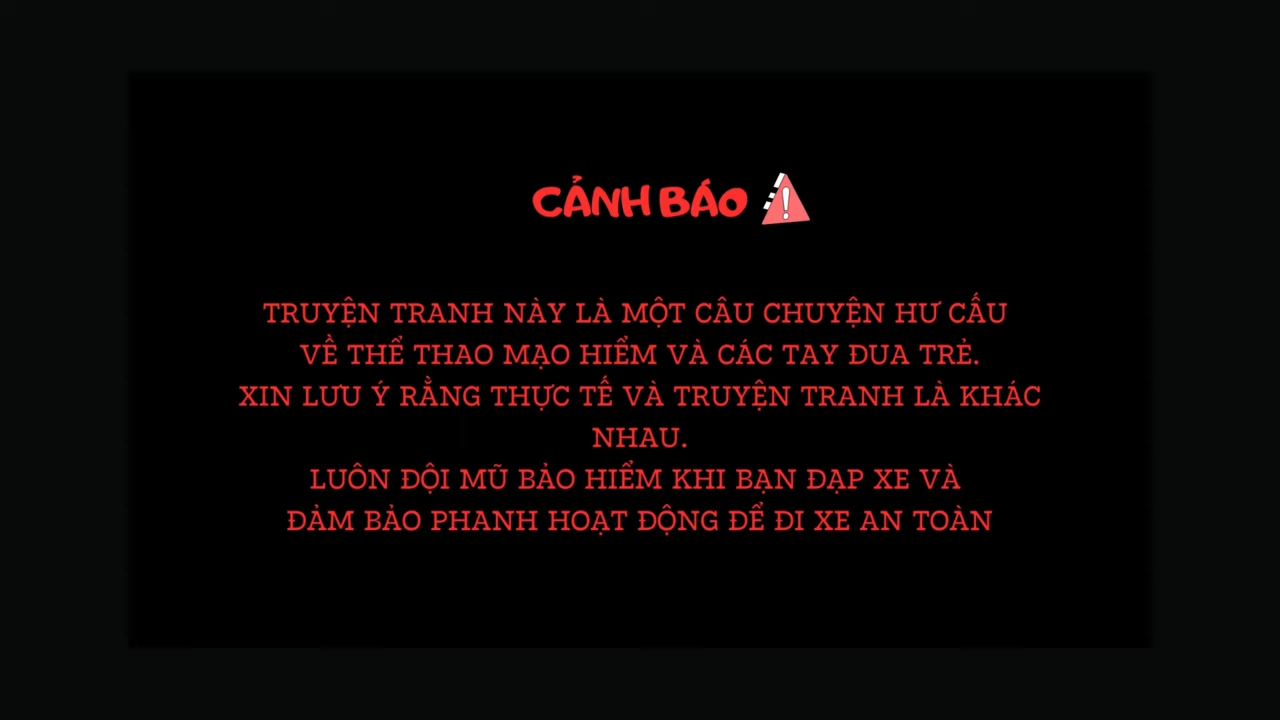 CẢNH BÁO
TRUYỆN TRANH NÀY LÀ MỘT CÂU CHUYỆN HƯ CẤU
VỀ THỂ THAO MẠO HIỂM VÀ CÁC TAY ĐUA TRẺ.
XIN LƯU Ý RẰNG THỰC TẾ VÀ TRUYỆN TRANH LÀ KHÁC
NHAU.
LUÔN ĐỘI MŨ BẢO HIỂM KHI BẠN ĐẠP XE VÀ
ĐẢM BẢO PHANH HOẠT ĐỘNG ĐỂ ĐI XE AN TOÀN